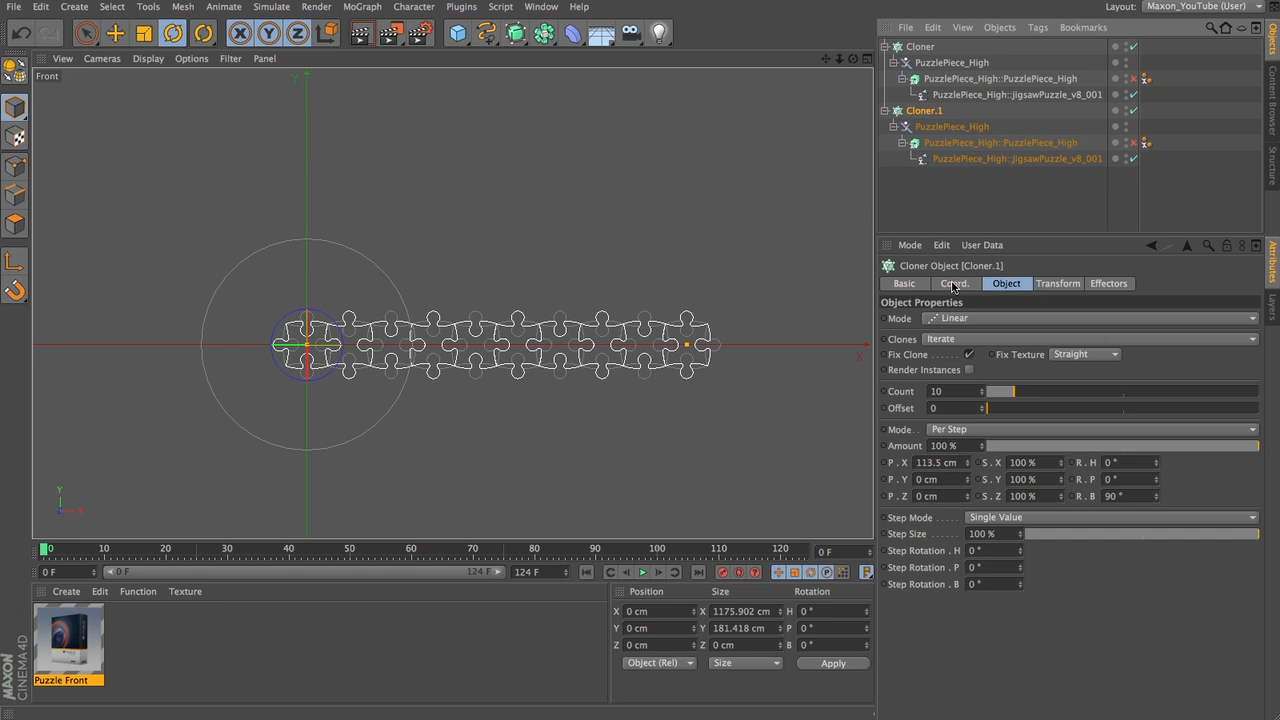 File Edit Create Select Tools Mesh Animate Simulate Render MoGraph Character Plugins Script Window Help
Layout: Maxon_YouTube (User)
File Edit View Objects Tags Bookmarks
View Cameras Display Options Filter Panel
Front
Y
X
Cloner
PuzzlePiece_High
PuzzlePiece_High::PuzzlePiece_High
PuzzlePiece_High::jigsawPuzzle_v8_001
Cloner.1
PuzzlePiece_High
PuzzlePiece_High::PuzzlePiece_High
PuzzlePiece_High::jigsawPuzzle_v8_001
Objects
Content Browser
Structure
Mode Edit User Data
Cloner Object [Cloner.1]
Basic Coord. Object Transform Effectors
Object Properties
Mode Linear
Clones Iterate
Fix Clone Fix Texture Straight
Render Instances
Count 10
Offset 0
Mode Per Step
Amount 100 %
P . X 113.5 cm S . X 100 % R . H 0 °
P . Y 0 cm S . Y 100 % R . P 0 °
P . Z 0 cm S . Z 100 % R . B 90 °
Step Mode Single Value
Step Size 100 %
Step Rotation . H 0 °
Step Rotation . P 0 °
Step Rotation . B 0 °
Attributes
Layers
Y
X
0 10 20 30 40 50 60 70 80 90 100 110 120
0 F
0 F 0 F 124 F 124 F
Create Edit Function Texture
Puzzle Front
MAXON
CINEMA 4D
Position Size Rotation
X 0 cm X 1175.902 cm H 0 °
Y 0 cm Y 181.418 cm P 0 °
Z 0 cm Z 0 cm B 0 °
Object (Rel) Size Apply